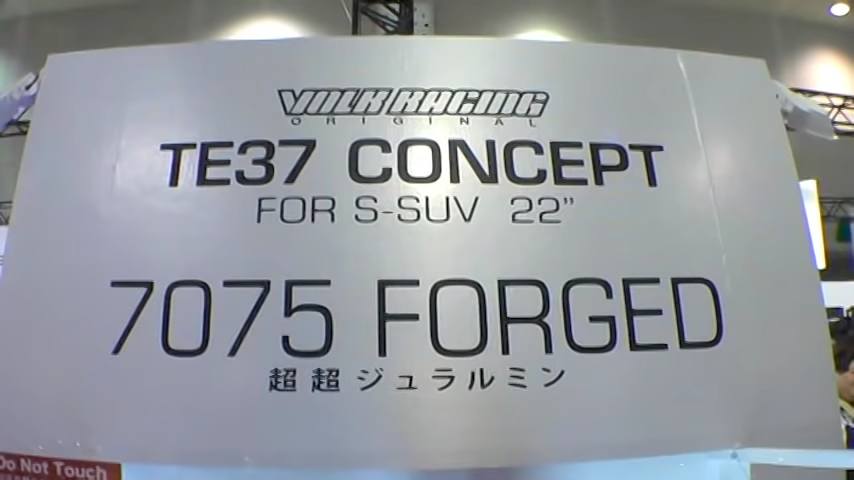 VOLK RACING
ORIGINAL
TE37 CONCEPT
FOR S-SUV 22"
7075 FORGED
超超ジュラルミン
Do Not Touch